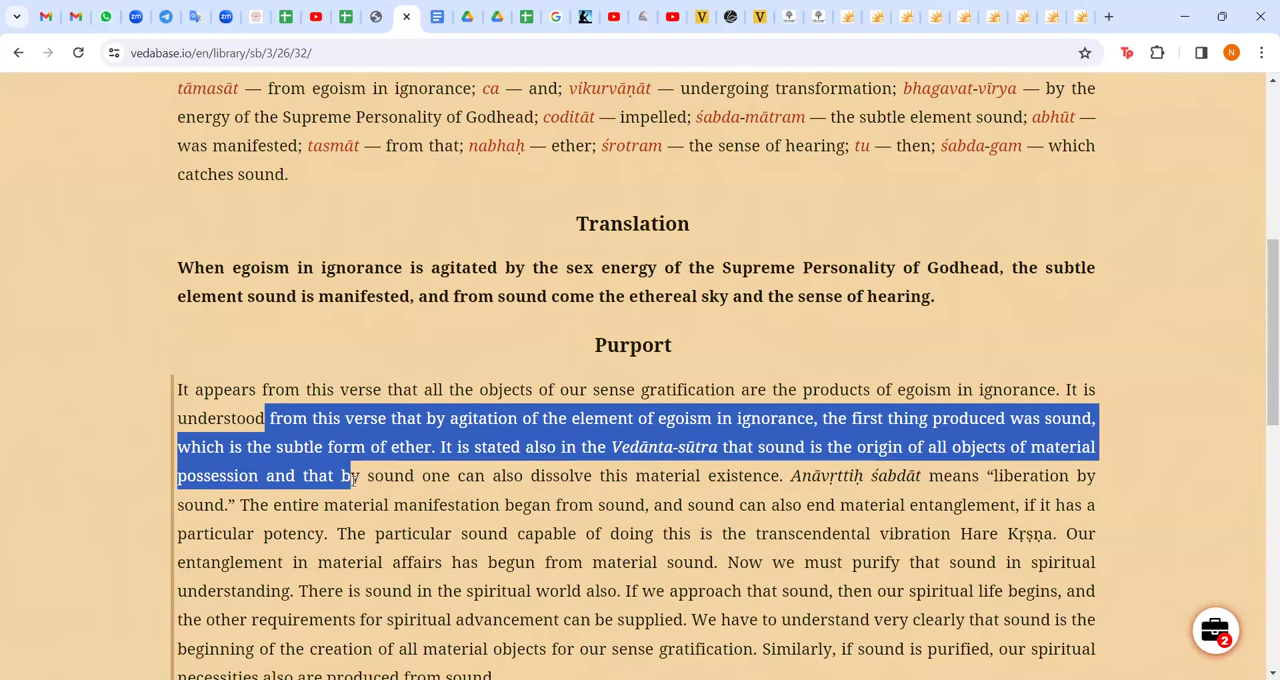 vedabase.io/en/library/sb/3/26/32/
tāmasāt — from egoism in ignorance; ca — and; vikurvāṇāt — undergoing transformation; bhagavat-vīrya — by the
energy of the Supreme Personality of Godhead; coditāt — impelled; śabda-mātram — the subtle element sound; abhūt —
was manifested; tasmāt — from that; nabhaḥ — ether; śrotram — the sense of hearing; tu — then; śabda-gam — which
catches sound.
Translation
When egoism in ignorance is agitated by the sex energy of the Supreme Personality of Godhead, the subtle
element sound is manifested, and from sound come the ethereal sky and the sense of hearing.
Purport
It appears from this verse that all the objects of our sense gratification are the products of egoism in ignorance. It is
understood from this verse that by agitation of the element of egoism in ignorance, the first thing produced was sound,
which is the subtle form of ether. It is stated also in the Vedānta-sūtra that sound is the origin of all objects of material
possession and that by sound one can also dissolve this material existence. Anāvṛttiḥ śabdāt means “liberation by
sound.” The entire material manifestation began from sound, and sound can also end material entanglement, if it has a
particular potency. The particular sound capable of doing this is the transcendental vibration Hare Kṛṣṇa. Our
entanglement in material affairs has begun from material sound. Now we must purify that sound in spiritual
understanding. There is sound in the spiritual world also. If we approach that sound, then our spiritual life begins, and
the other requirements for spiritual advancement can be supplied. We have to understand very clearly that sound is the
beginning of the creation of all material objects for our sense gratification. Similarly, if sound is purified, our spiritual
necessities also are produced from sound.
2